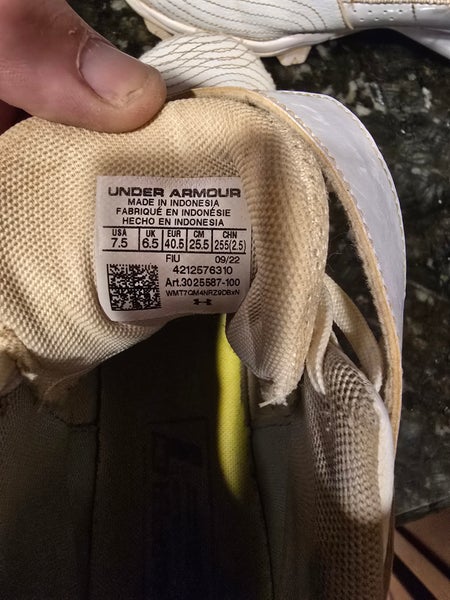 UNDER ARMOUR
MADE IN INDONESIA
FABRIQUÉ EN INDONÉSIE
HECHO EN INDONESIA
USA UK EUR CM CHN
7.5 6.5 40.5 25.5 255(2.5)
FIU 09/22
4212576310
Art.3025587-100
WMT7QM4NRZ9DBxN